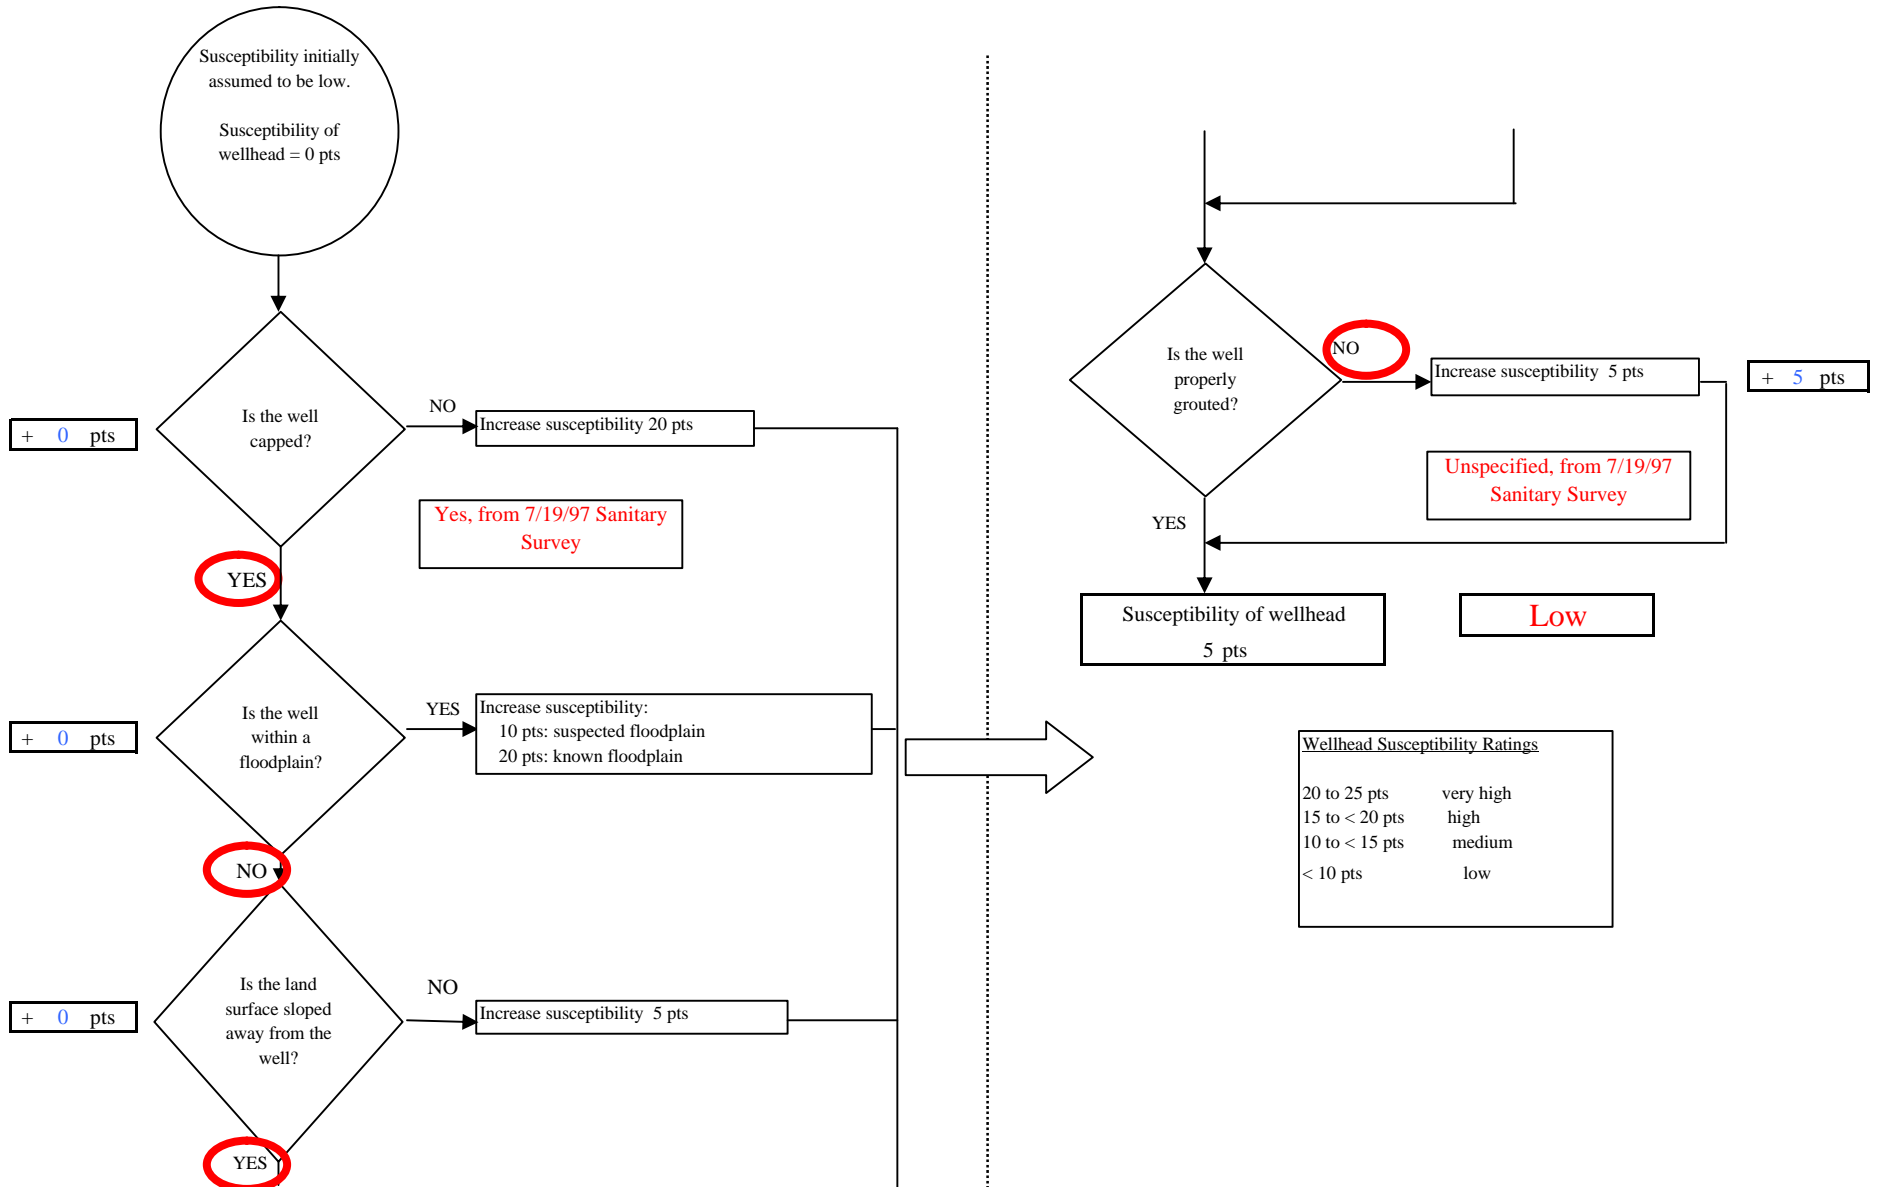 Susceptibility initially
assumed to be low.
Susceptibility of
wellhead = 0 pts
Is the well
capped?
NO
Increase susceptibility 20 pts
+ 0 pts
Yes, from 7/19/97 Sanitary
Survey
YES
Is the well
within a
floodplain?
YES
Increase susceptibility:
10 pts: suspected floodplain
20 pts: known floodplain
+ 0 pts
NO
Is the land
surface sloped
away from the
well?
NO
Increase susceptibility 5 pts
+ 0 pts
YES
Is the well
properly
grouted?
NO
Increase susceptibility 5 pts
+ 5 pts
Unspecified, from 7/19/97
Sanitary Survey
YES
Susceptibility of wellhead
5 pts
Low
Wellhead Susceptibility Ratings
20 to 25 pts very high
15 to < 20 pts high
10 to < 15 pts medium
< 10 pts low